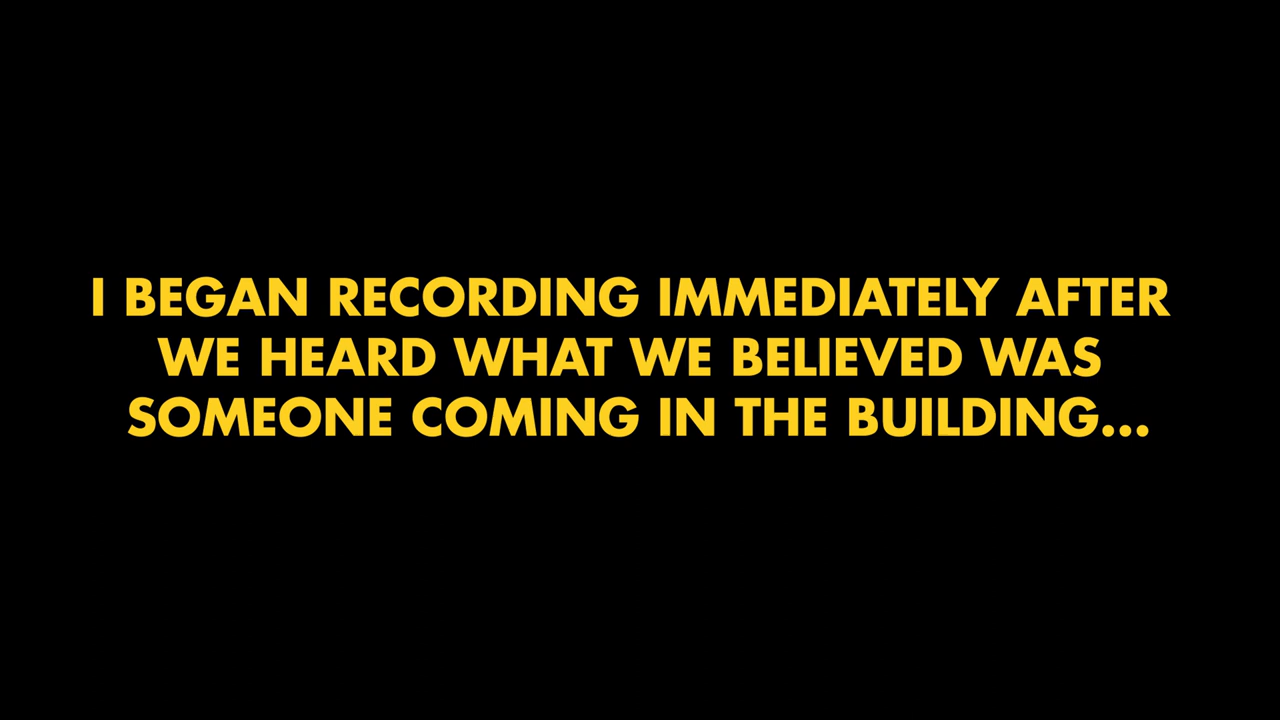 I BEGAN RECORDING IMMEDIATELY AFTER
WE HEARD WHAT WE BELIEVED WAS
SOMEONE COMING IN THE BUILDING...